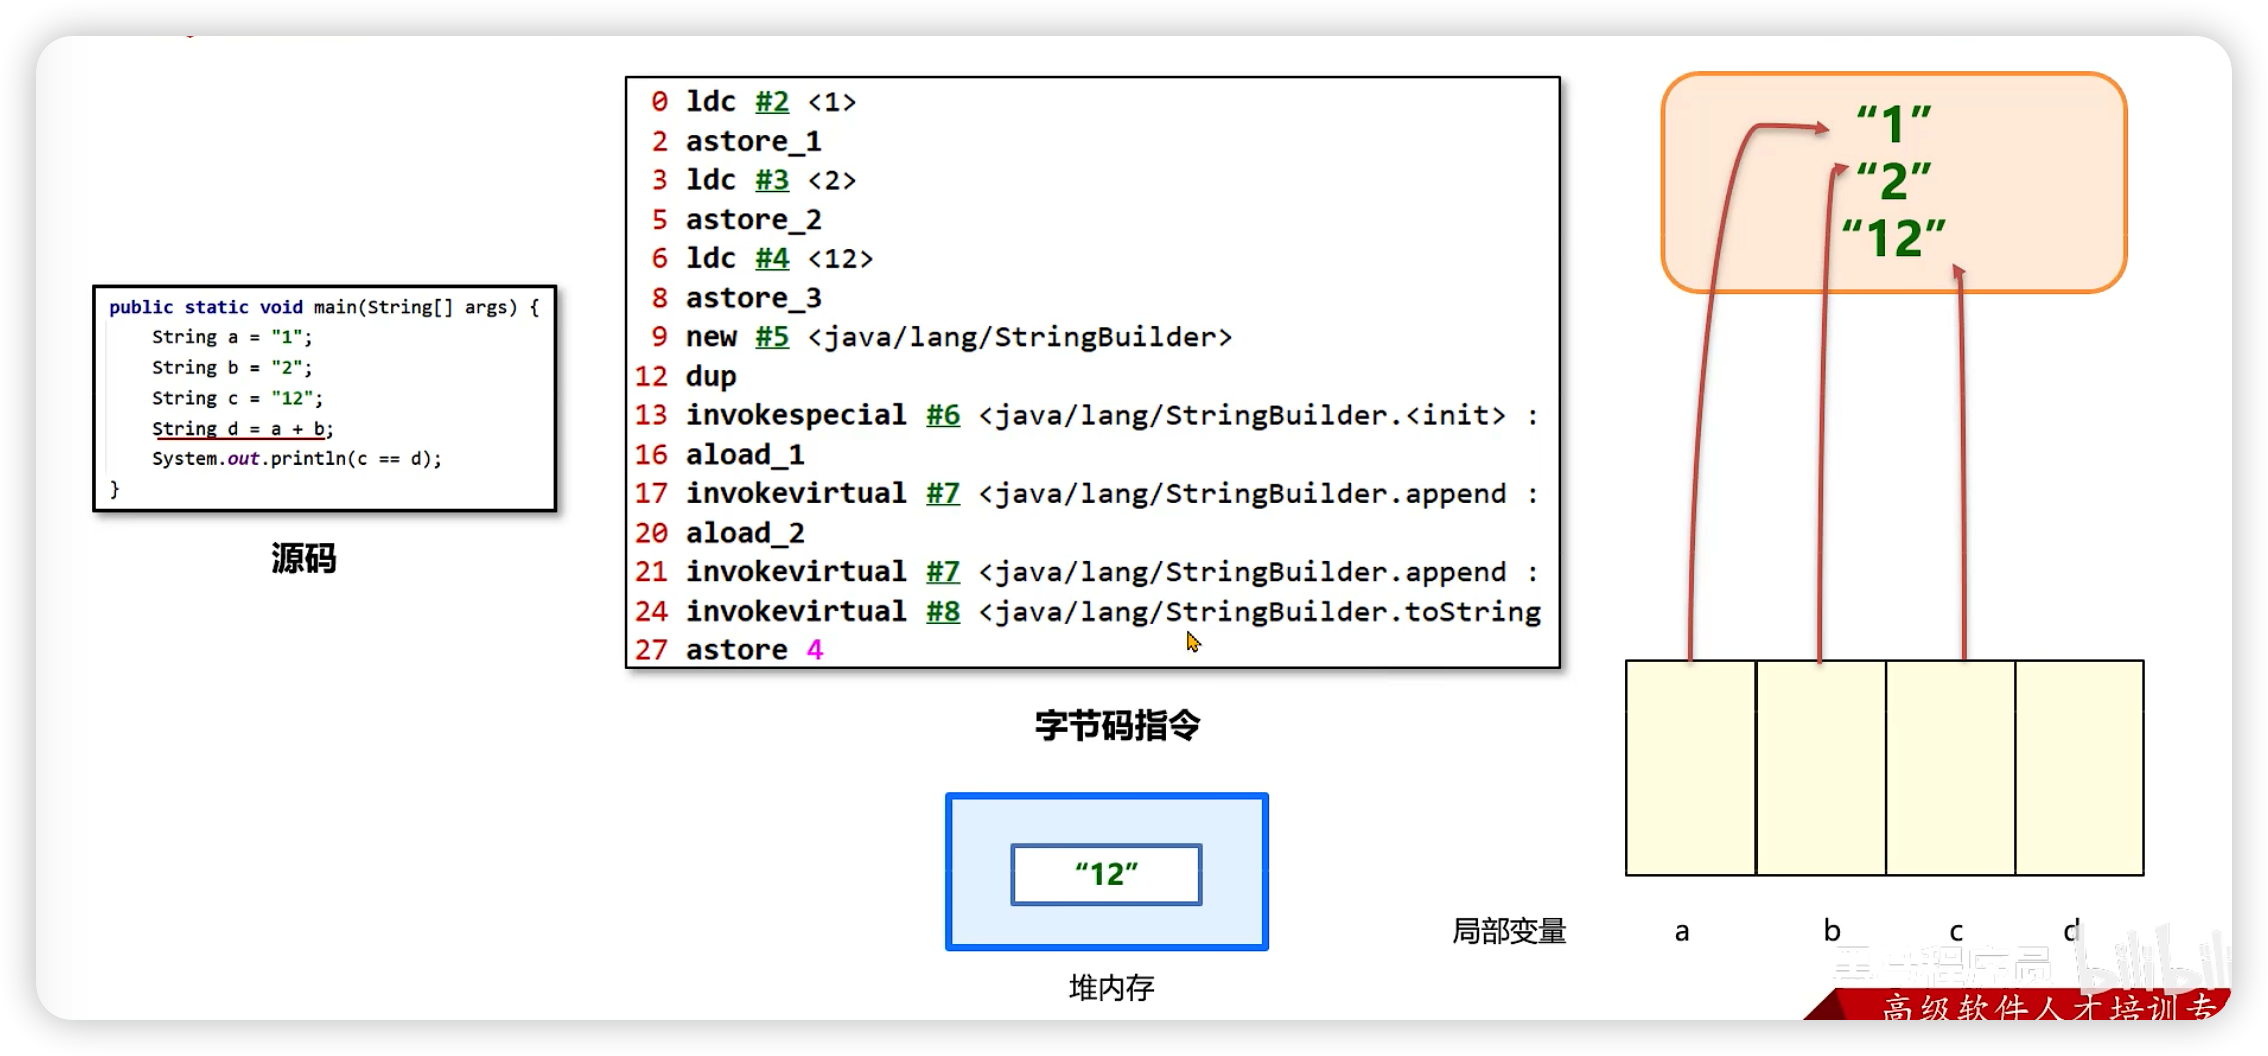 public static void main(String[] args) {
String a = "1";
String b = "2";
String c = "12";
String d = a + b;
System.out.println(c == d);
}
源码
0 ldc #2 <1>
2 astore_1
3 ldc #3 <2>
5 astore_2
6 ldc #4 <12>
8 astore_3
9 new #5 <java/lang/StringBuilder>
12 dup
13 invokespecial #6 <java/lang/StringBuilder.<init> :
16 aload_1
17 invokevirtual #7 <java/lang/StringBuilder.append :
20 aload_2
21 invokevirtual #7 <java/lang/StringBuilder.append :
24 invokevirtual #8 <java/lang/StringBuilder.toString
27 astore 4
字节码指令
“12”
堆内存
“1”
“2”
“12”
局部变量 a b c d
程序员 bilibili
高级软件人才培训专